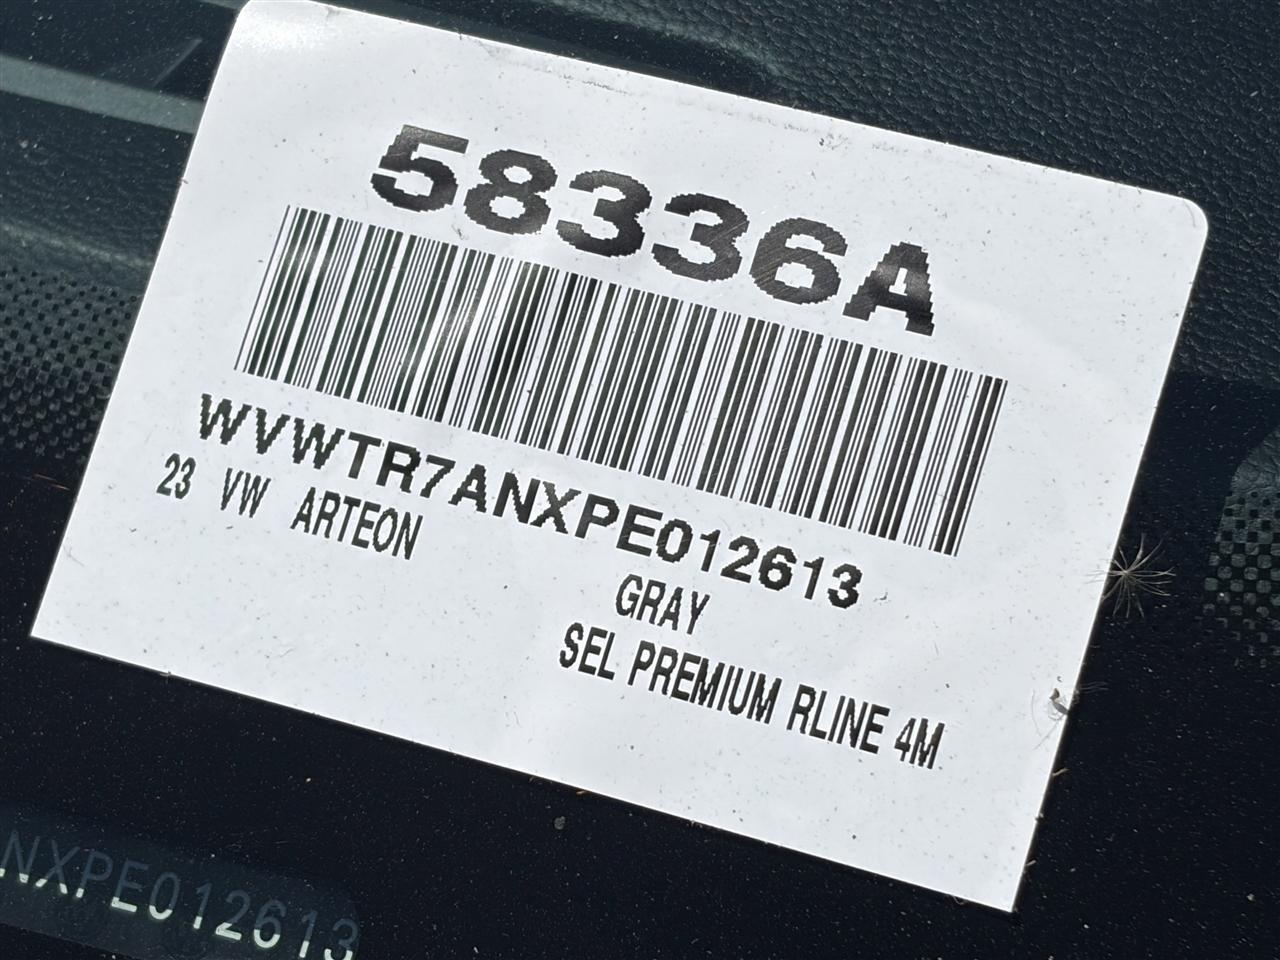 58336A
WVWTR7ANXPE012613
23 VW ARTEON
GRAY
SEL PREMIUM RLINE 4M
NXPE012613